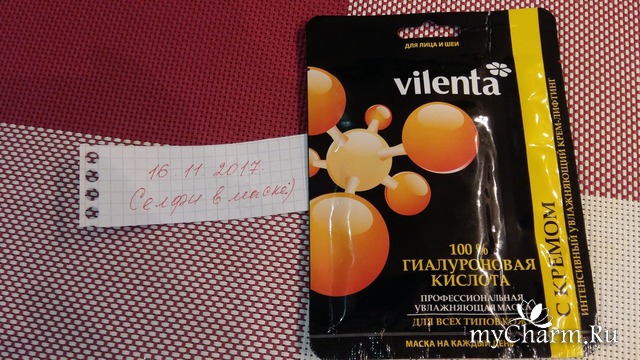 16 11 2017.
Селфи в маске)
ДЛЯ ЛИЦА И ШЕИ
vilenta
100 %
ГИАЛУРОНОВАЯ
КИСЛОТА
ПРОФЕССИОНАЛЬНАЯ
УВЛАЖНЯЮЩАЯ
ДЛЯ ВСЕХ ТИПОВ
МАСКА НА КАЖДЫЙ ДЕНЬ
С КРЕМОМ
ИНТЕНСИВНЫЙ УВЛАЖНЯЮЩИЙ КРЕМ-ЛИФТИНГ
myCharm.Ru